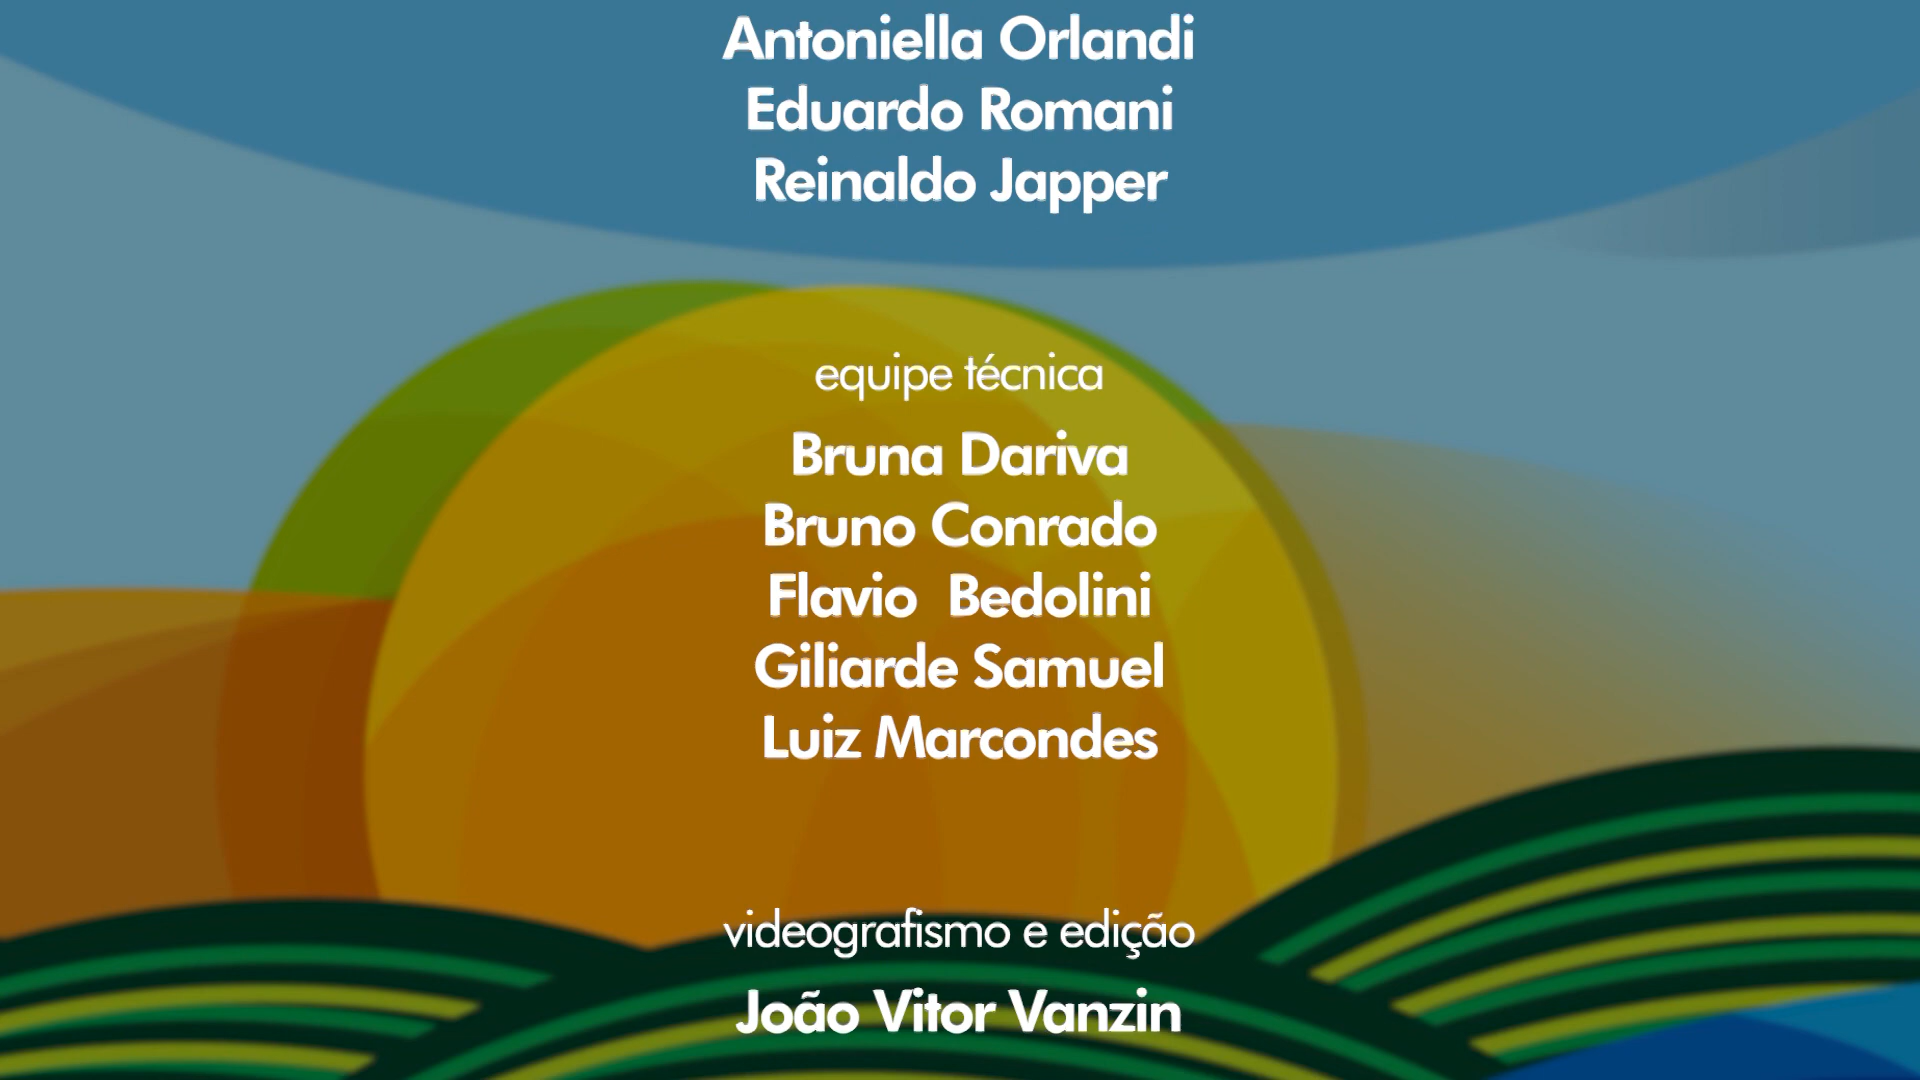 Antoniella Orlandi
Eduardo Romani
Reinaldo Japper
equipe técnica
Bruna Dariva
Bruno Conrado
Flavio  Bedolini
Giliarde Samuel
Luiz Marcondes
videografismo e edição
João Vitor Vanzin